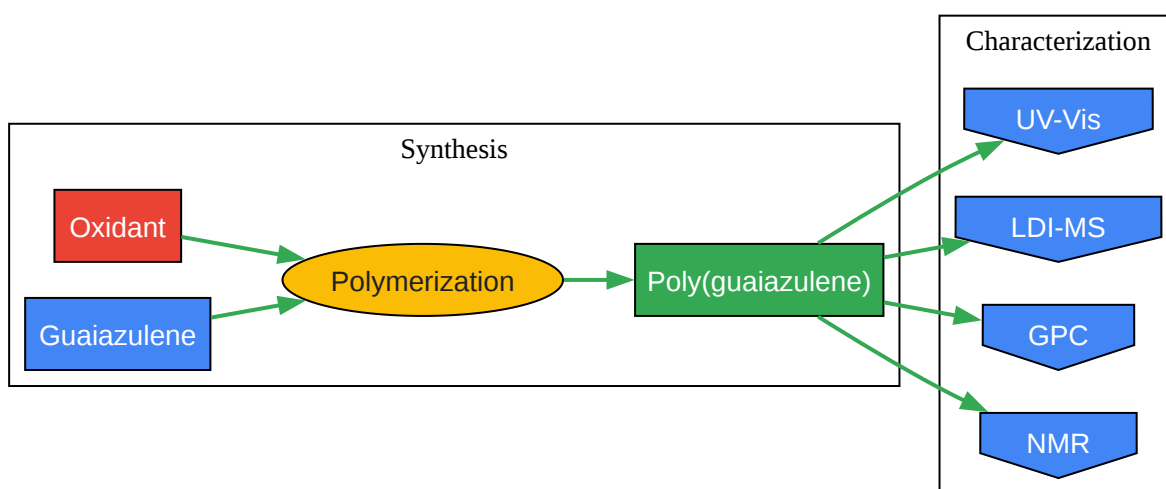 Synthesis
Oxidant
Guaiazulene
Polymerization
Poly(guaiazulene)
Characterization
UV-Vis
LDI-MS
GPC
NMR